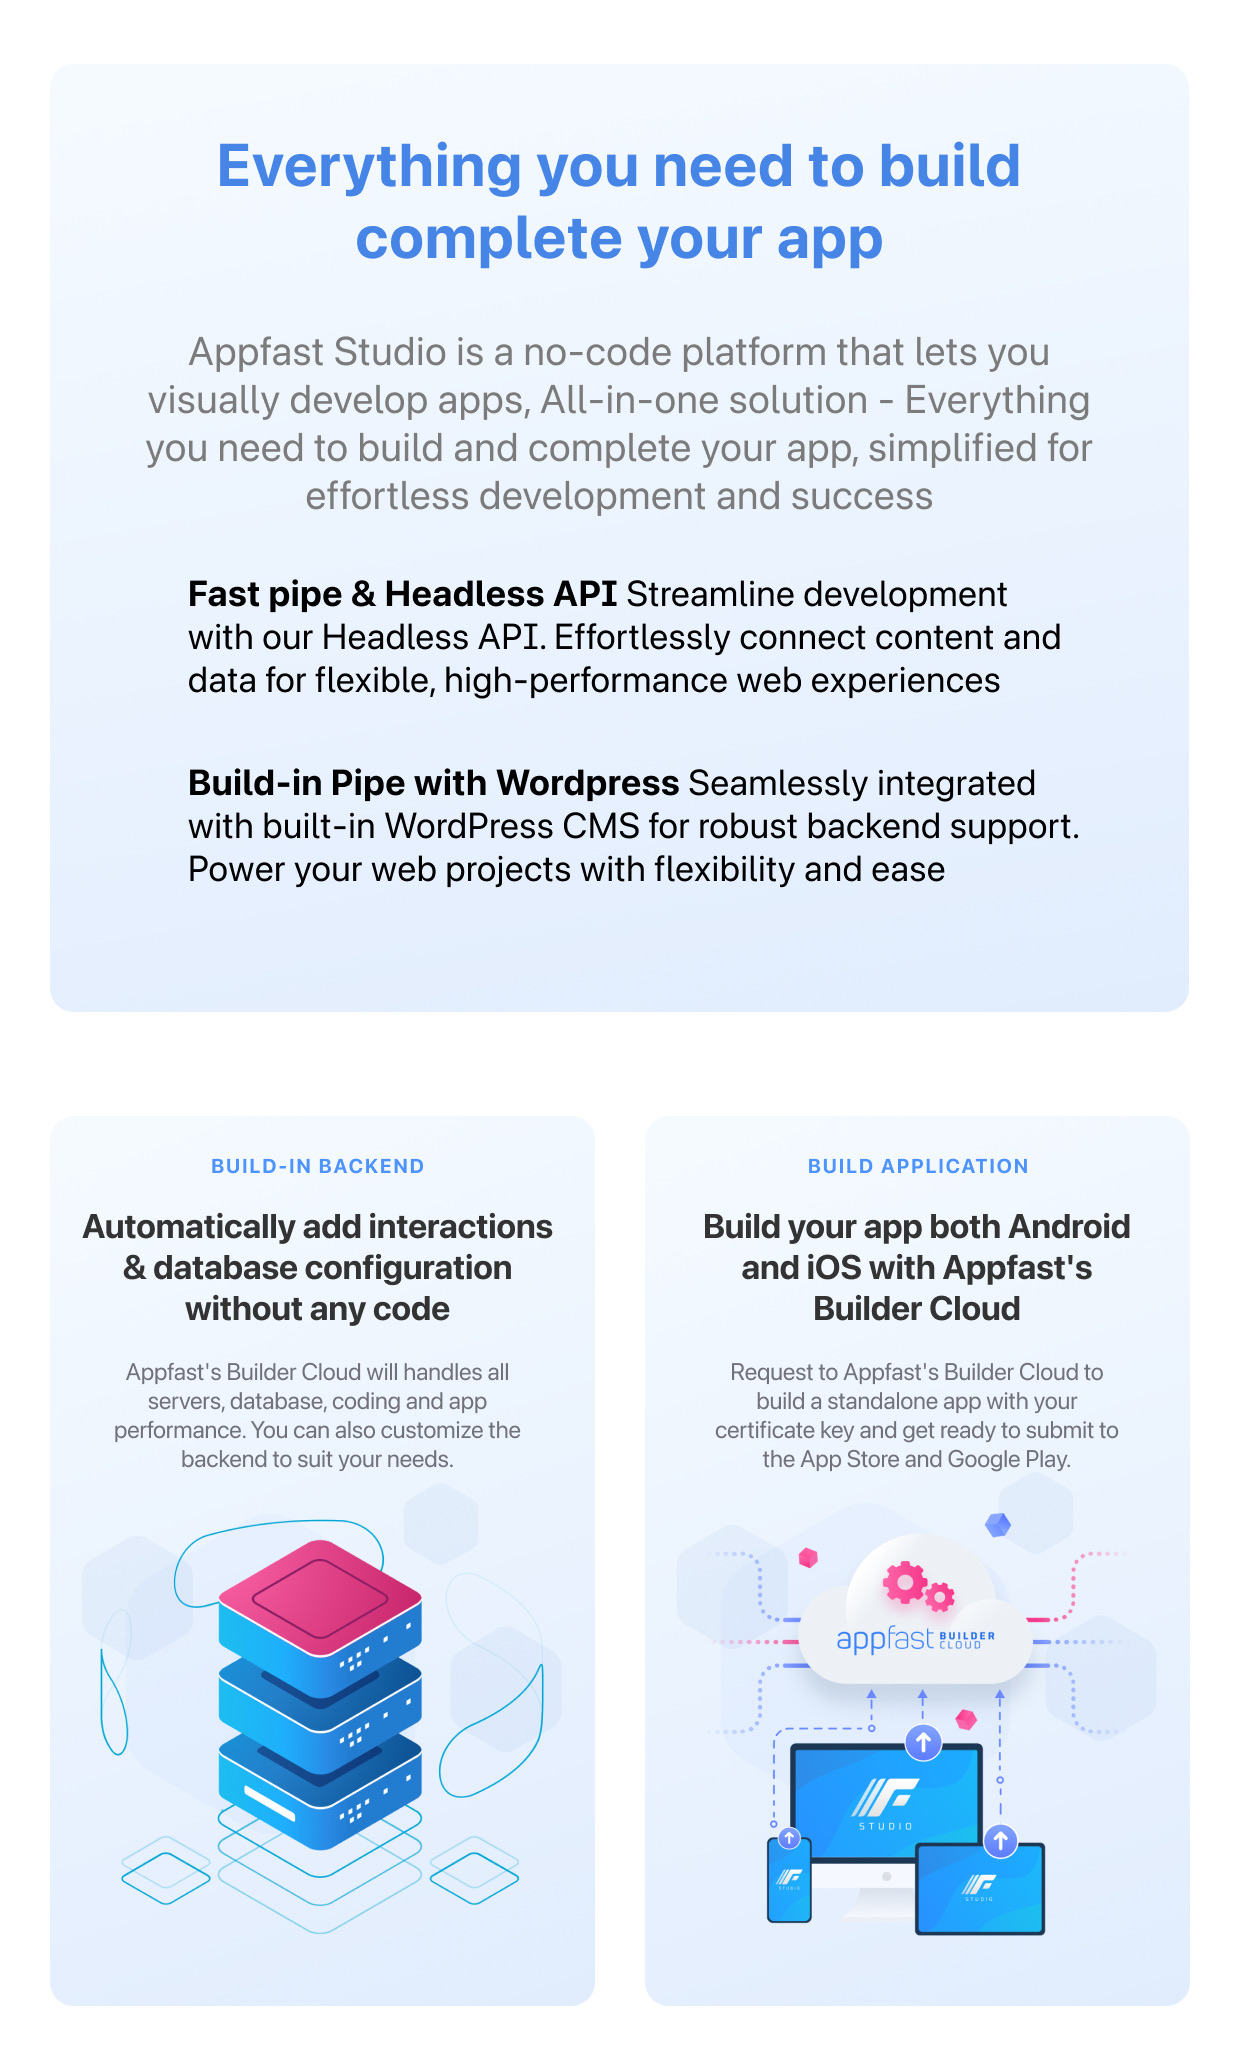 Everything you need to build
complete your app
Appfast Studio is a no-code platform that lets you
visually develop apps, All-in-one solution - Everything
you need to build and complete your app, simplified for
effortless development and success
Fast pipe & Headless API Streamline development
with our Headless API. Effortlessly connect content and
data for flexible, high-performance web experiences
Build-in Pipe with Wordpress Seamlessly integrated
with built-in WordPress CMS for robust backend support.
Power your web projects with flexibility and ease
BUILD-IN BACKEND
Automatically add interactions
& database configuration
without any code
Appfast's Builder Cloud will handles all
servers, database, coding and app
performance. You can also customize the
backend to suit your needs.
BUILD APPLICATION
Build your app both Android
and iOS with Appfast's
Builder Cloud
Request to Appfast's Builder Cloud to
build a standalone app with your
certificate key and get ready to submit to
the App Store and Google Play.
appfast BUILDER
CLOUD
STUDIO
STUDIO
STUDIO